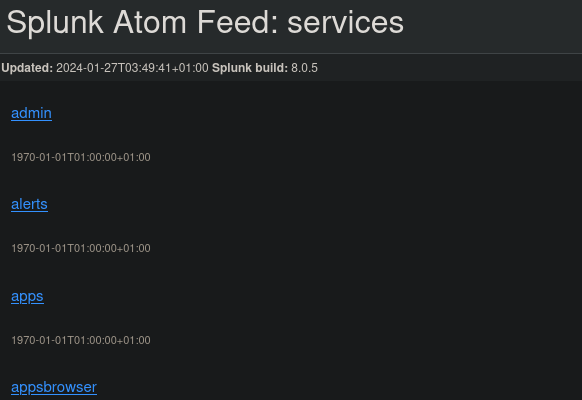 Splunk Atom Feed: services
Updated: 2024-01-27T03:49:41+01:00 Splunk build: 8.0.5
admin
1970-01-01T01:00:00+01:00
alerts
1970-01-01T01:00:00+01:00
apps
1970-01-01T01:00:00+01:00
appsbrowser